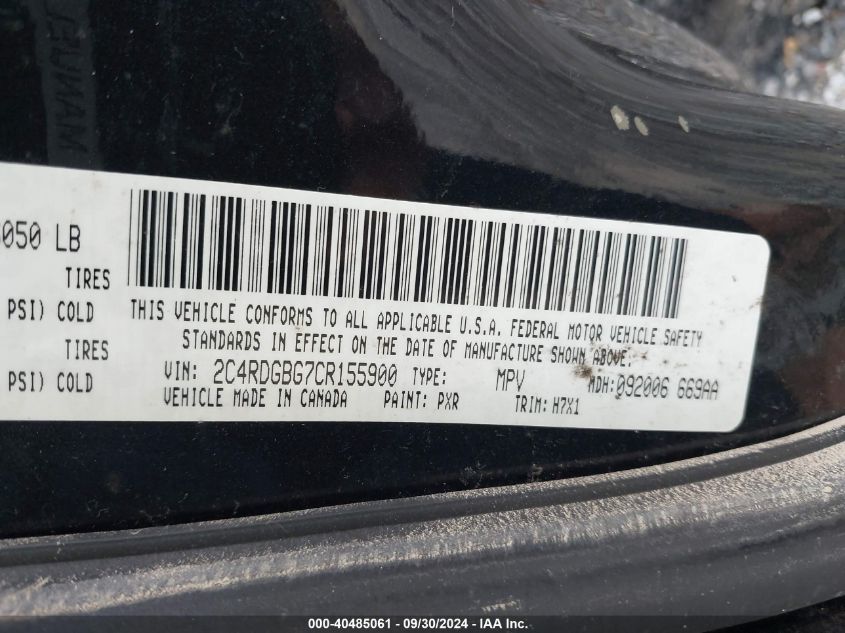 050 LB
TIRES
PSI) COLD
TIRES
PSI) COLD
THIS VEHICLE CONFORMS TO ALL APPLICABLE U.S.A. FEDERAL MOTOR VEHICLE SAFETY
STANDARDS IN EFFECT ON THE DATE OF MANUFACTURE SHOWN ABOVE.
VIN: 2C4RDGBG7CR155900 TYPE: MPV MDH:092006 669AA
VEHICLE MADE IN CANADA PAINT: PXR TRIM: H7X1
000-40485061 - 09/30/2024 - IAA Corp.